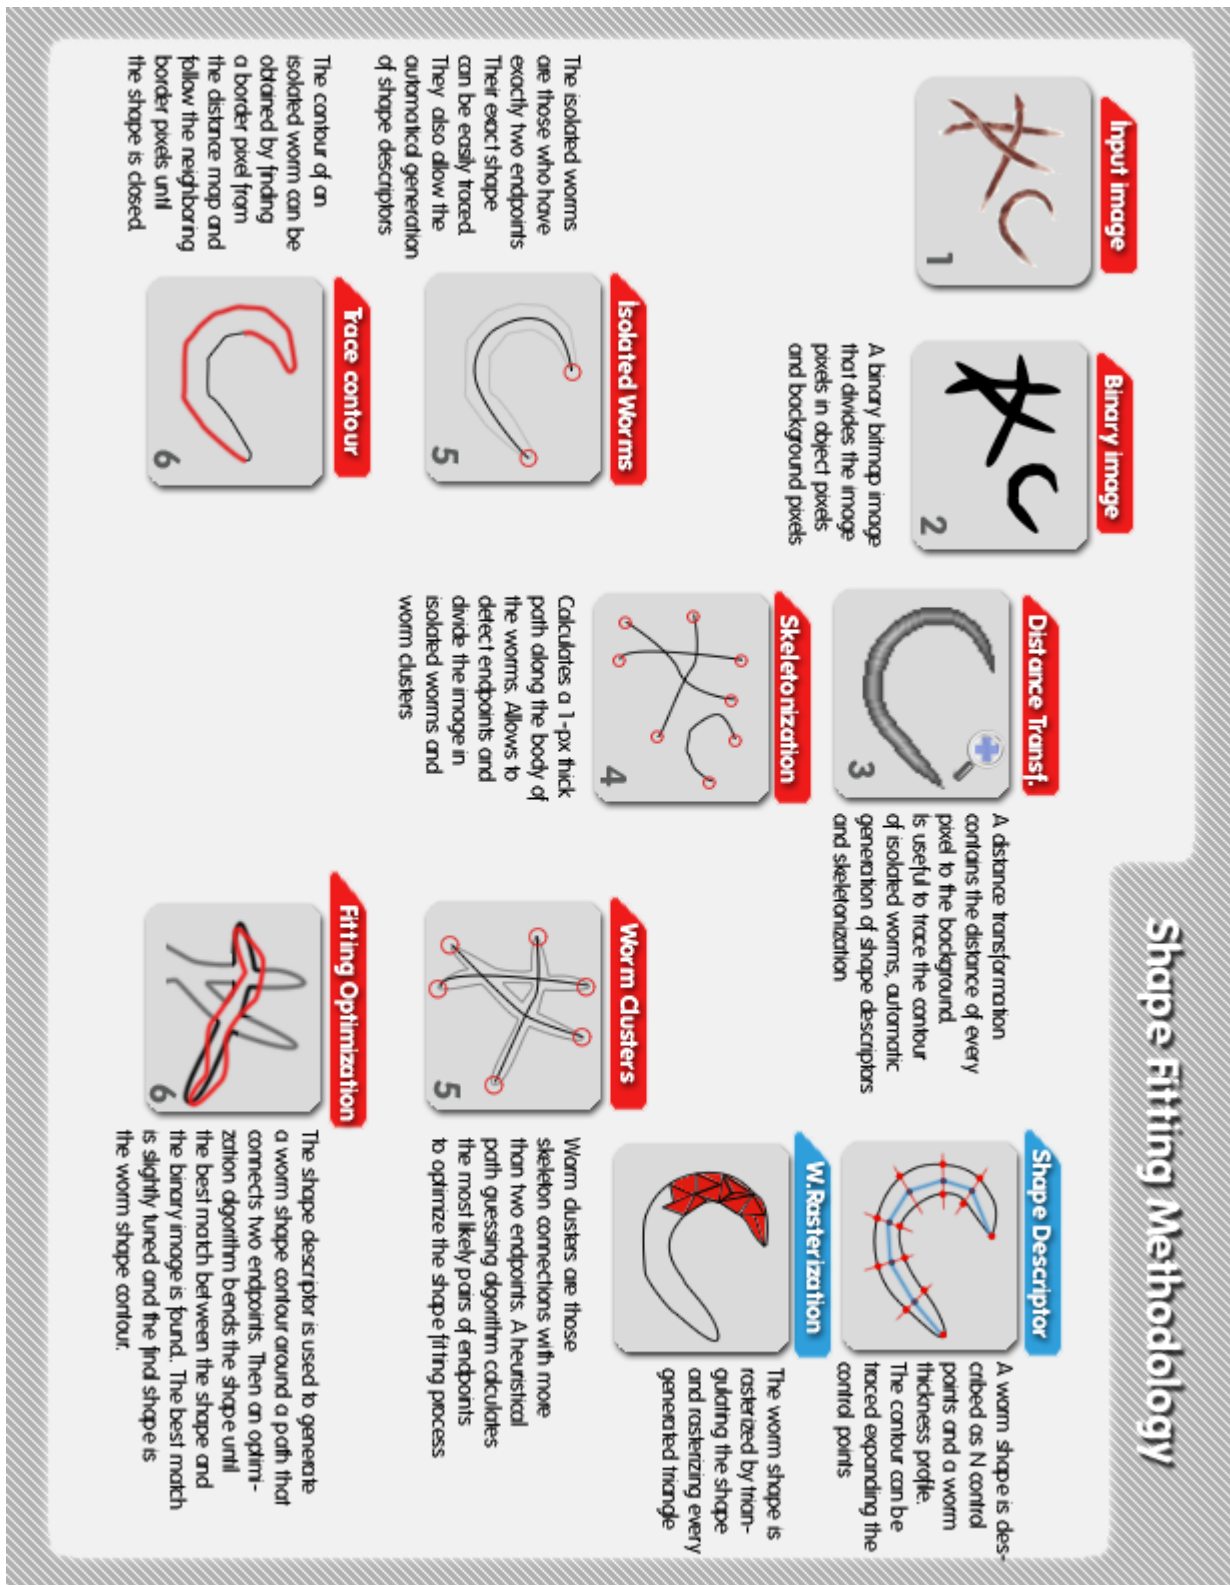 Shape Fitting Methodology
Input image
1
Binary image
2
A binary bitmap image
that divides the image
pixels in object pixels
and background pixels
Distance Transf.
3
A distance transformation
contains the distance of every
pixel to the background.
Is useful to trace the contour
of isolated worms, automatic
generation of shape descriptors
and skeletonization
Shape Descriptor
A worm shape is des-
cribed as N control
points and a worm
thickness profile.
The contour can be
traced expanding the
control points
Skeletonization
4
Calculates a 1-px thick
path along the body of
the worms. Allows to
detect endpoints and
divide the image in
isolated worms and
worm clusters
W.Rasterization
The worm shape is
rasterized by trian-
gulating the shape
and rasterizing every
generated triangle
The isolated worms
are those who have
exactly two endpoints
Their exact shape
can be easily traced.
They also allow the
automatical generation
of shape descriptors
Isolated Worms
5
Worm Clusters
5
Worm clusters are those
skeleton connections with more
than two endpoints. A heuristical
path guessing algorithm calculates
the most likely pairs of endpoints
to optimize the shape fitting process
The contour of an
isolated worm can be
obtained by finding
a border pixel from
the distance map and
follow the neighboring
border pixels until
the shape is closed.
Trace contour
6
Fitting Optimization
6
The shape descriptor is used to generate
a worm shape contour around a path that
connects two endpoints. Then an optimi-
zation algorithm bends the shape until
the best match between the shape and
the binary image is found. The best match
is slightly tuned and the final shape is
the worm shape contour.